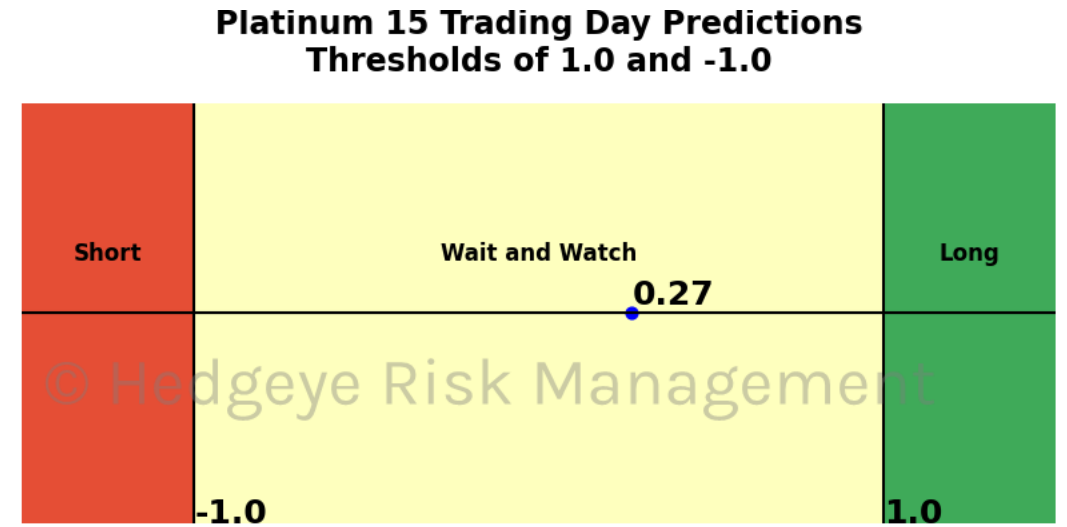 Platinum 15 Trading Day Predictions
Thresholds of 1.0 and -1.0
Short
Wait and Watch
Long
0.27
© Hedgeye Risk Management
-1.0
1.0